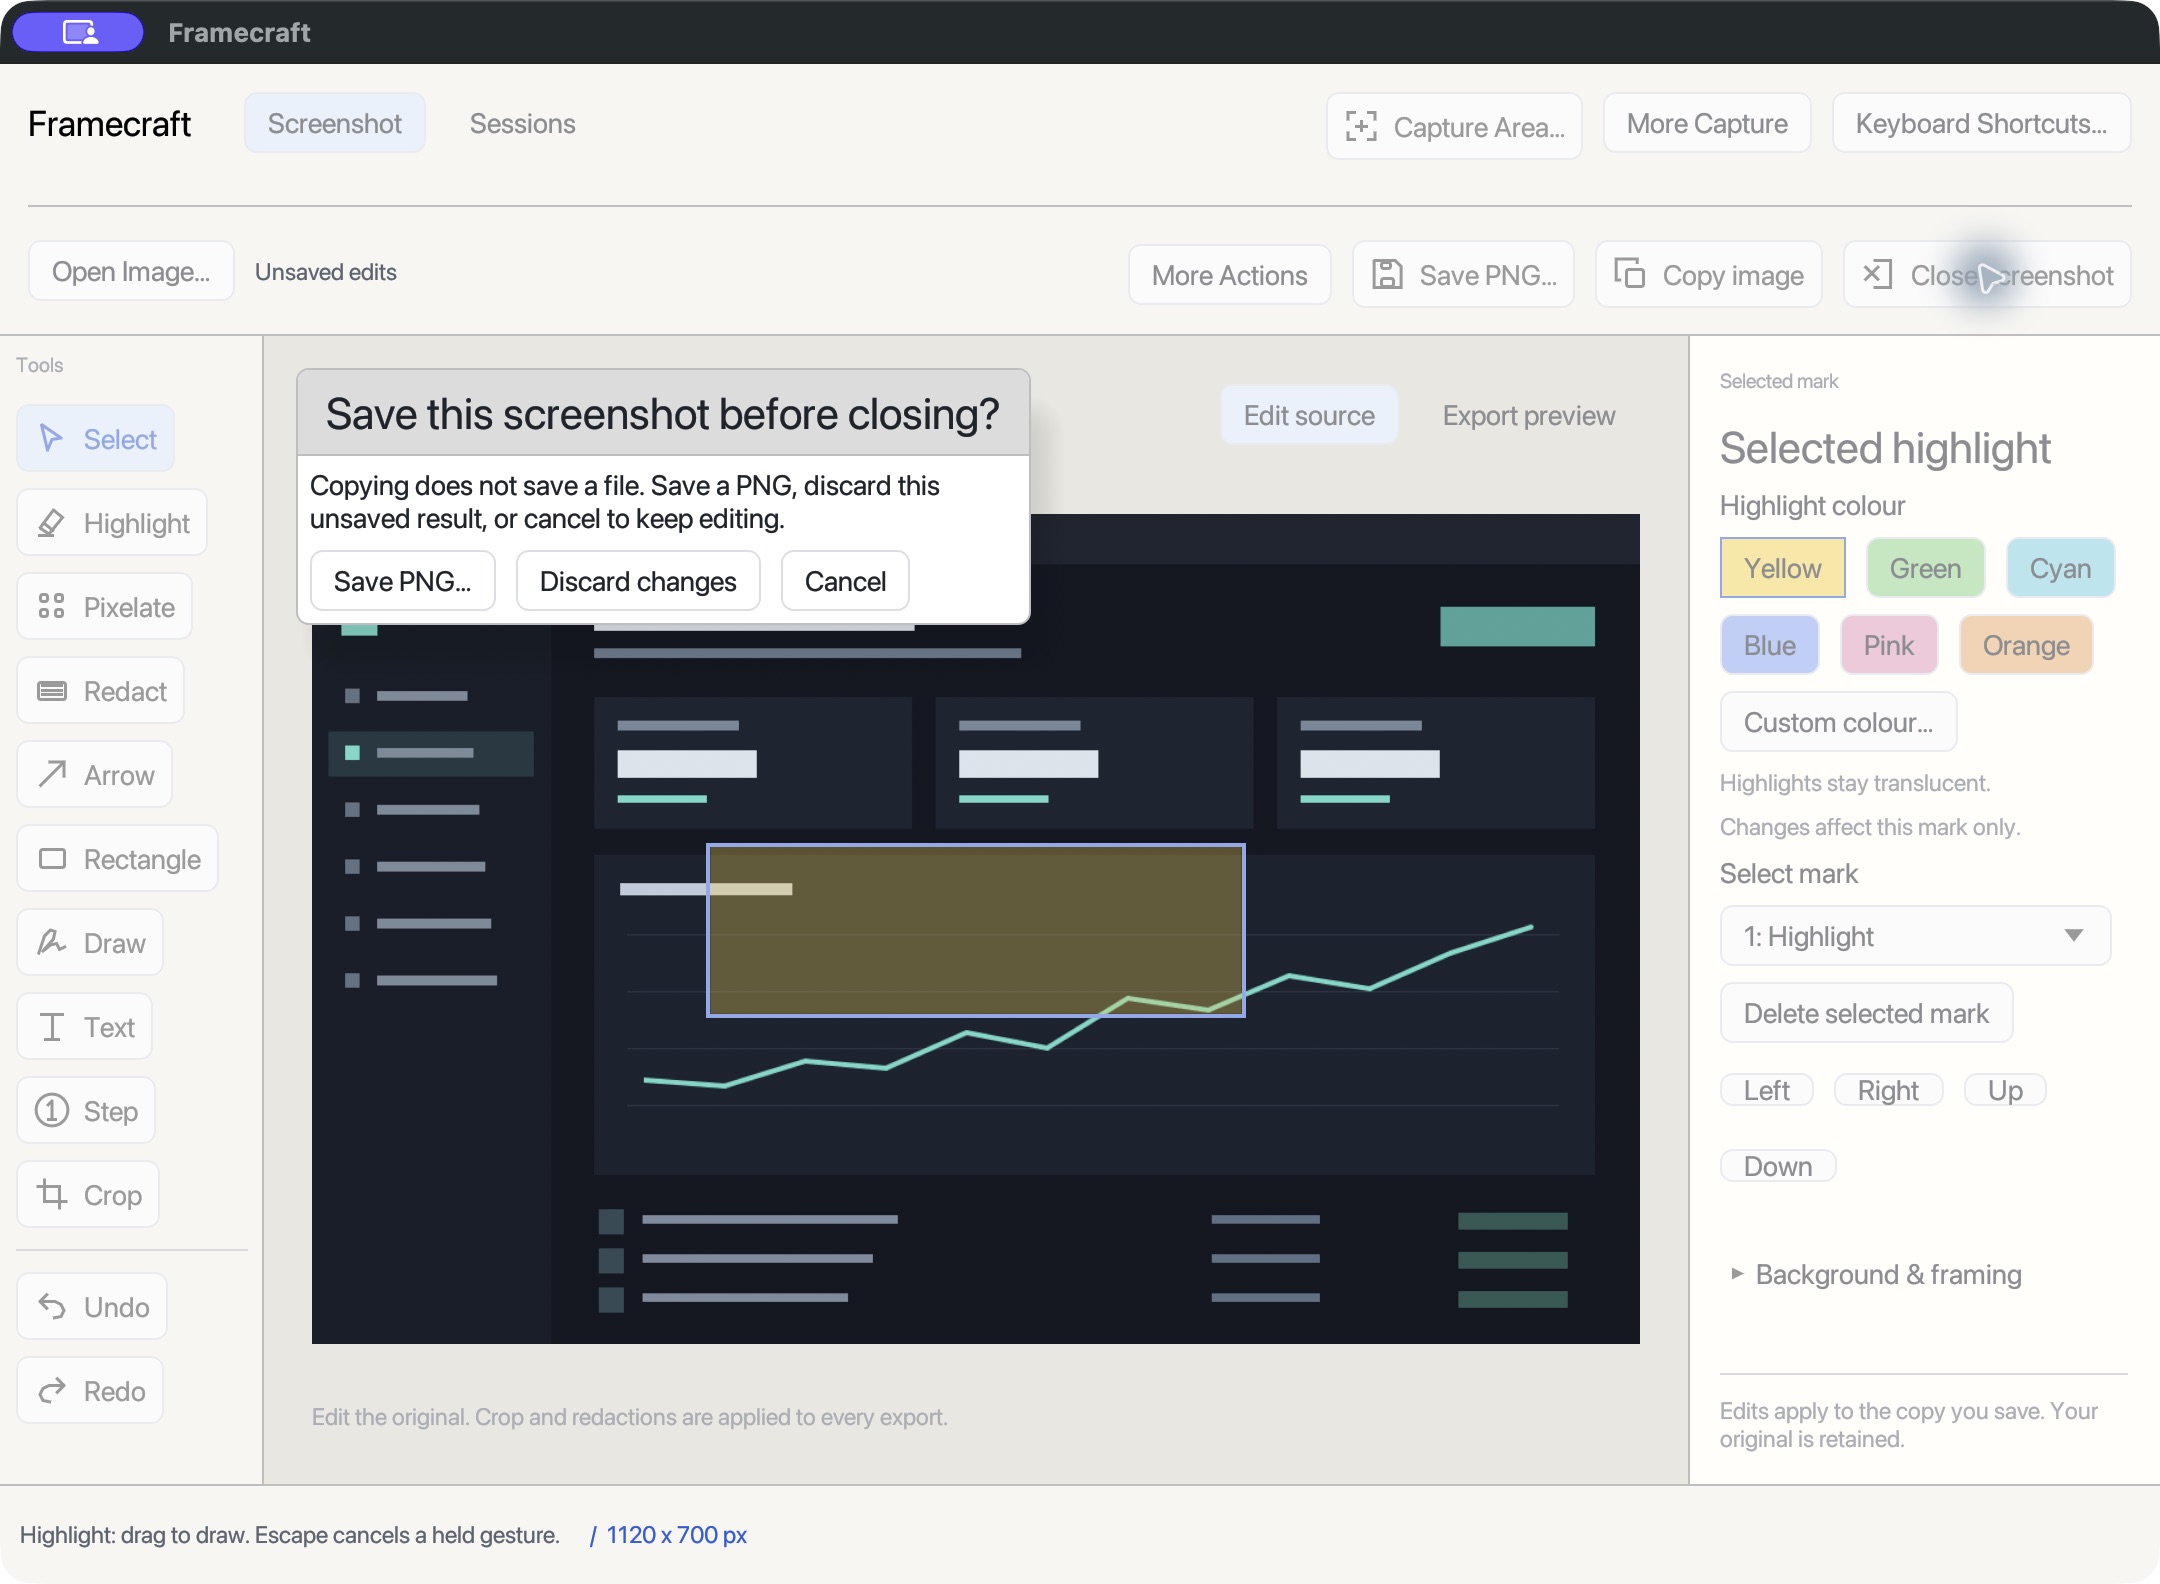 Framecraft
Framecraft
Screenshot
Sessions
Capture Area...
More Capture
Keyboard Shortcuts...
Open Image...
Unsaved edits
More Actions
Save PNG...
Copy image
Close Screenshot
Tools
Select
Highlight
Pixelate
Redact
Arrow
Rectangle
Draw
Text
1 Step
Crop
Undo
Redo
Save this screenshot before closing?
Copying does not save a file. Save a PNG, discard this
unsaved result, or cancel to keep editing.
Save PNG...
Discard changes
Cancel
Edit source
Export preview
Edit the original. Crop and redactions are applied to every export.
Selected mark
Selected highlight
Highlight colour
Yellow
Green
Cyan
Blue
Pink
Orange
Custom colour...
Highlights stay translucent.
Changes affect this mark only.
Select mark
1: Highlight
Delete selected mark
Left
Right
Up
Down
Background & framing
Edits apply to the copy you save. Your
original is retained.
Highlight: drag to draw. Escape cancels a held gesture.
/ 1120 x 700 px